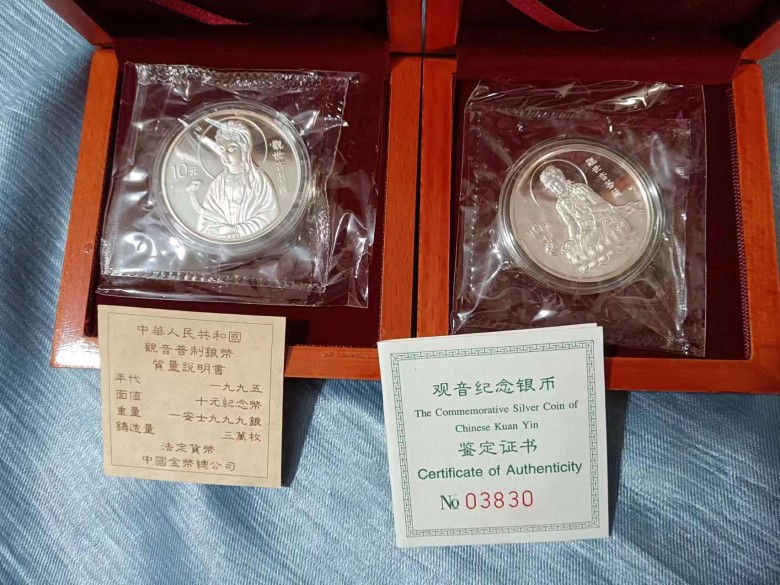 10元
中華人民共和國
觀音普制銀幣
質量說明書
年代 一九九五
面値 十元纪念幣
重量 一安士九九九銀
鑄造量 三萬枚
法定貨幣
中國金幣總公司
观音纪念银币
The Commemorative Silver Coin of
Chinese Kuan Yin
鉴定证书
Certificate of Authenticity
№ 03830